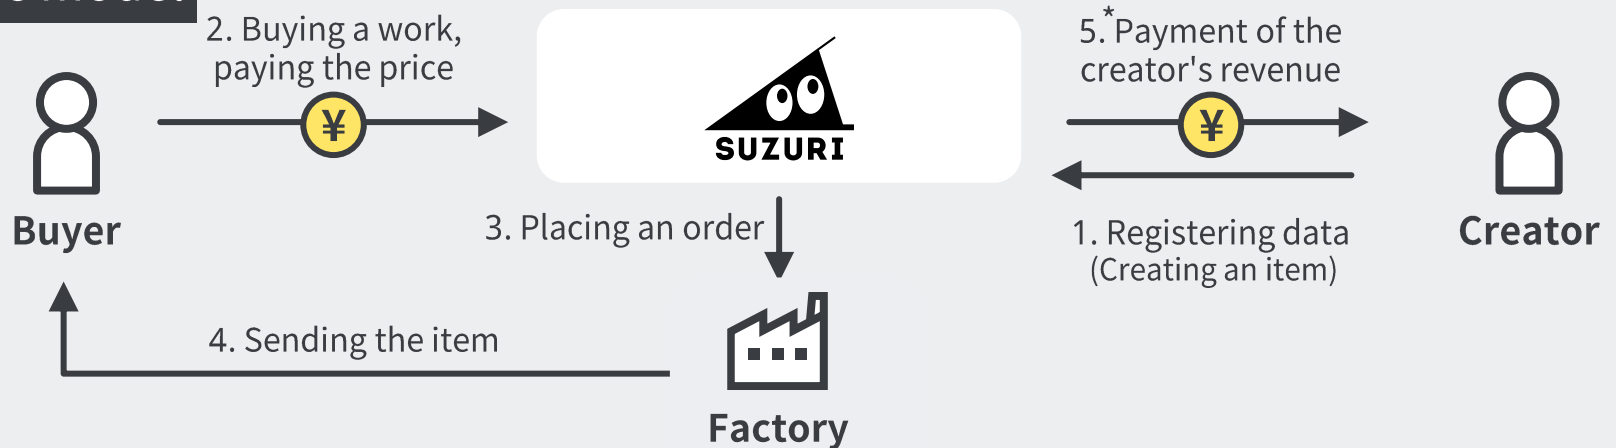 2. Buying a work,
paying the price
¥
SUZURI
5.*Payment of the
creator's revenue
¥
Buyer
3. Placing an order
1. Registering data
(Creating an item)
Creator
4. Sending the item
Factory